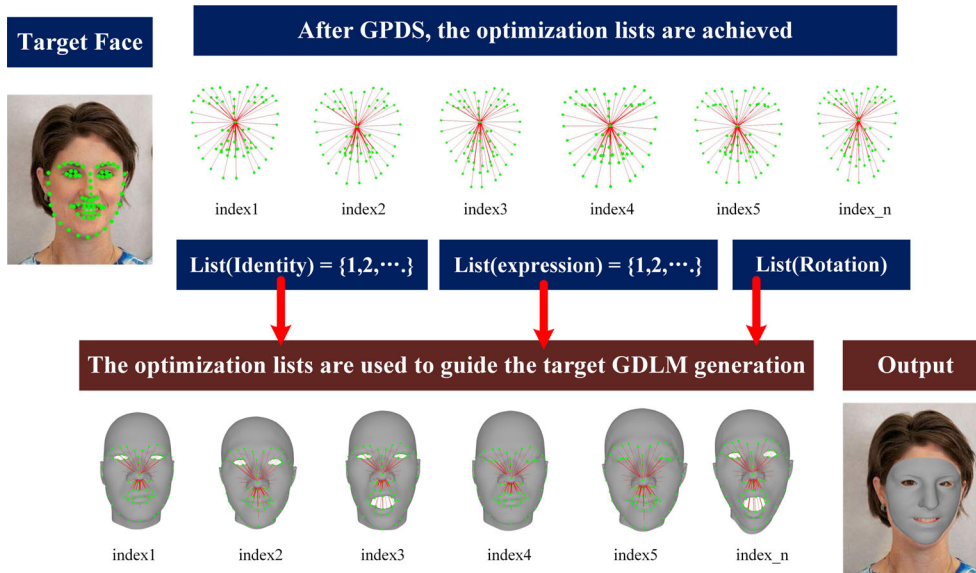 Target Face
After GPDS, the optimization lists are achieved
index1
index2
index3
index4
index5
index_n
List(Identity) = {1,2,⋯.}
List(expression) = {1,2,⋯.}
List(Rotation)
The optimization lists are used to guide the target GDLM generation
Output
index1
index2
index3
index4
index5
index_n